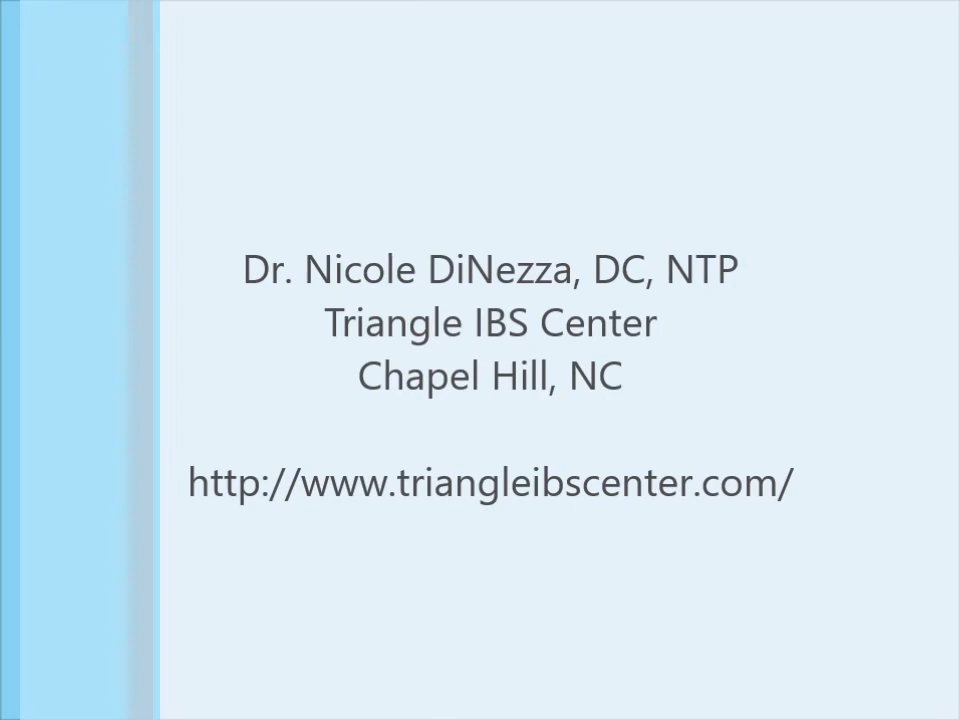 Dr. Nicole DiNezza, DC, NTP
Triangle IBS Center
Chapel Hill, NC
http://www.triangleibscenter.com/